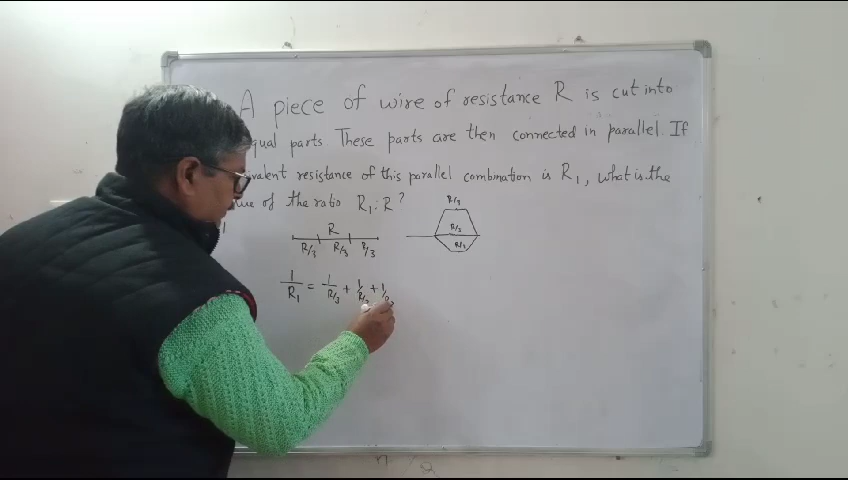 A piece of wire of resistance R is cut into
qual parts. These parts are then connected in parallel. If
valent resistance of this parallel combination is R₁, what is the
ue of the ratio R₁:R?
R
R/3 R/3 R/3
R/3
R/3
R/3
1/R₁ = 1/R/3 + 1/R/3 + 1/R/3